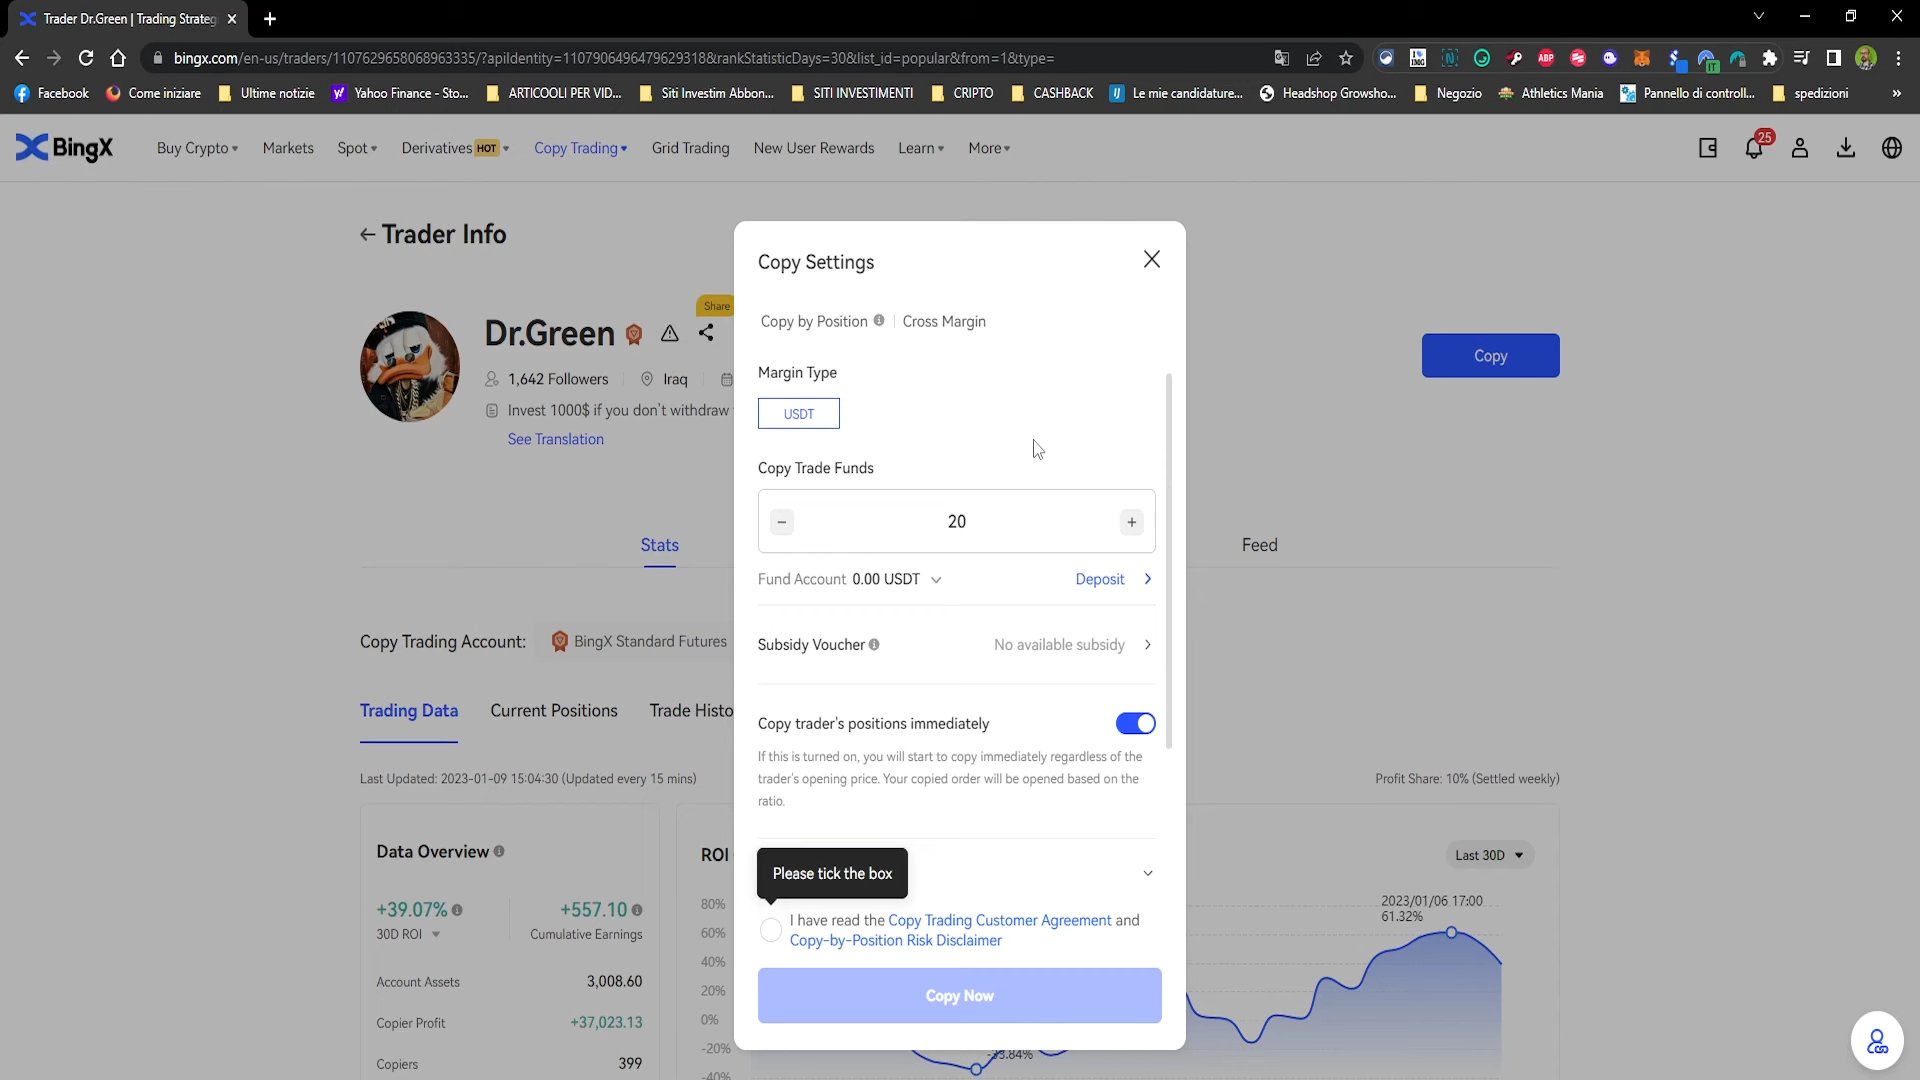 Trader Dr.Green | Trading Strateg
bingx.com/en-us/traders/1107629658068963335/?apiIdentity=1107906496479629318&rankStatisticDays=30&list_id=popular&from=1&type=
Facebook
Come iniziare
Ultime notizie
Yahoo Finance - Sto...
ARTICOOLI PER VID...
Siti Investim Abbon...
SITI INVESTIMENTI
CRIPTO
CASHBACK
Le mie candidature...
Headshop Growsho...
Negozio
Athletics Mania
Pannello di controll...
spedizioni
»
BingX
Buy Crypto
Markets
Spot
Derivatives HOT
Copy Trading
Grid Trading
New User Rewards
Learn
More
25
Trader Info
Share
Dr.Green
1,642 Followers
Iraq
Invest 1000$ if you don't withdraw
See Translation
Copy
Stats
Feed
Copy Trading Account:
BingX Standard Futures
Trading Data
Current Positions
Trade Histo
Last Updated: 2023-01-09 15:04:30 (Updated every 15 mins)
Profit Share: 10% (Settled weekly)
Data Overview
+39.07%
30D ROI
+557.10
Cumulative Earnings
Account Assets
3,008.60
Copier Profit
+37,023.13
Copiers
399
ROI
Last 30D
80%
60%
40%
20%
0%
-20%
-40%
2023/01/06 17:00
61.32%
Copy Settings
Copy by Position
Cross Margin
Margin Type
USDT
Copy Trade Funds
− 20 +
Fund Account 0.00 USDT
Deposit
Subsidy Voucher
No available subsidy
Copy trader's positions immediately
If this is turned on, you will start to copy immediately regardless of the
trader's opening price. Your copied order will be opened based on the
ratio.
Please tick the box
I have read the Copy Trading Customer Agreement and
Copy-by-Position Risk Disclaimer
Copy Now